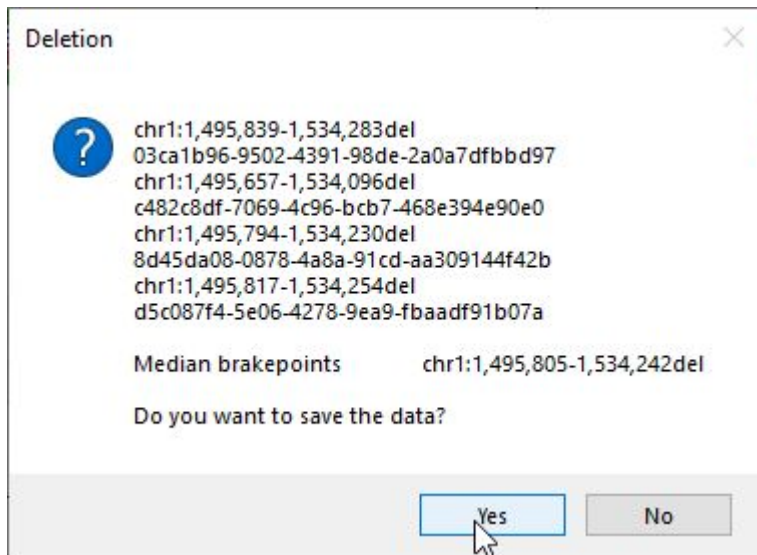 Deletion
chr1:1,495,839-1,534,283del
03ca1b96-9502-4391-98de-2a0a7dfbbd97
chr1:1,495,657-1,534,096del
c482c8df-7069-4c96-bcb7-468e394e90e0
chr1:1,495,794-1,534,230del
8d45da08-0878-4a8a-91cd-aa309144f42b
chr1:1,495,817-1,534,254del
d5c087f4-5e06-4278-9ea9-fbaadf91b07a
Median brakepoints chr1:1,495,805-1,534,242del
Do you want to save the data?
Yes No